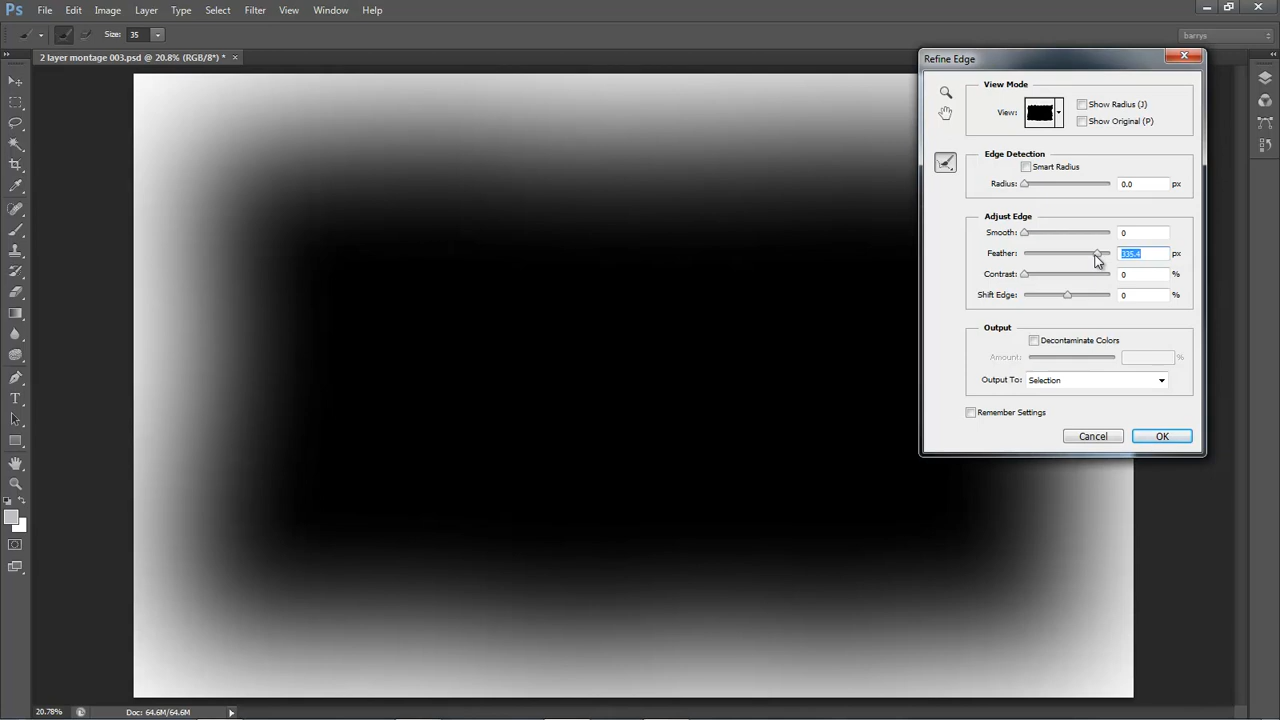 Ps File Edit Image Layer Type Select Filter View Window Help
Size: 35 barrys
2 layer montage 003.psd @ 20.8% (RGB/8*) * ×
Refine Edge
View Mode
View: Show Radius (J)
Show Original (P)
Edge Detection
Smart Radius
Radius: 0.0 px
Adjust Edge
Smooth: 0
Feather: 335.4 px
Contrast: 0 %
Shift Edge: 0 %
Output
Decontaminate Colors
Amount: %
Output To: Selection
Remember Settings
Cancel OK
T
20.78% Doc: 64.6M/64.6M